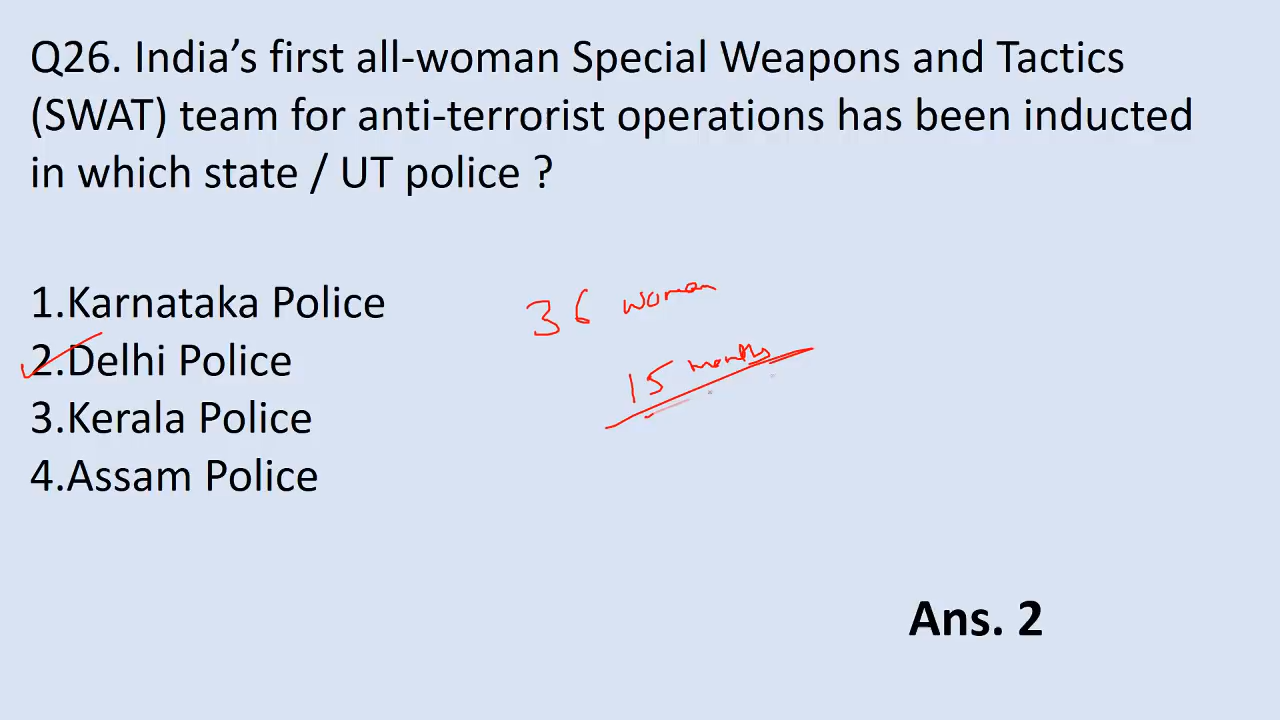 Q26. India’s first all-woman Special Weapons and Tactics
(SWAT) team for anti-terrorist operations has been inducted
in which state / UT police ?
1.Karnataka Police
36 woman
2.Delhi Police
15 months
3.Kerala Police
4.Assam Police
Ans. 2